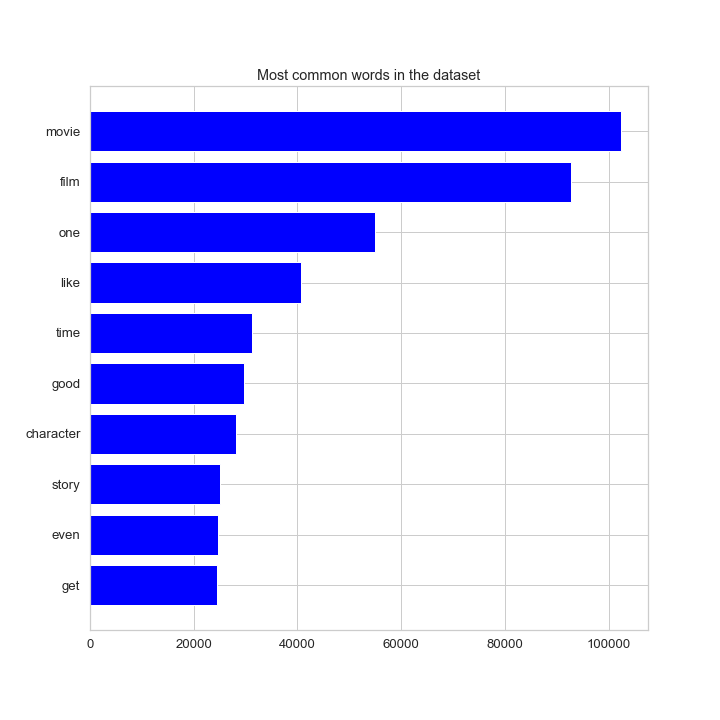 Most common words in the dataset
movie
film
one
like
time
good
character
story
even
get
0 20000 40000 60000 80000 100000